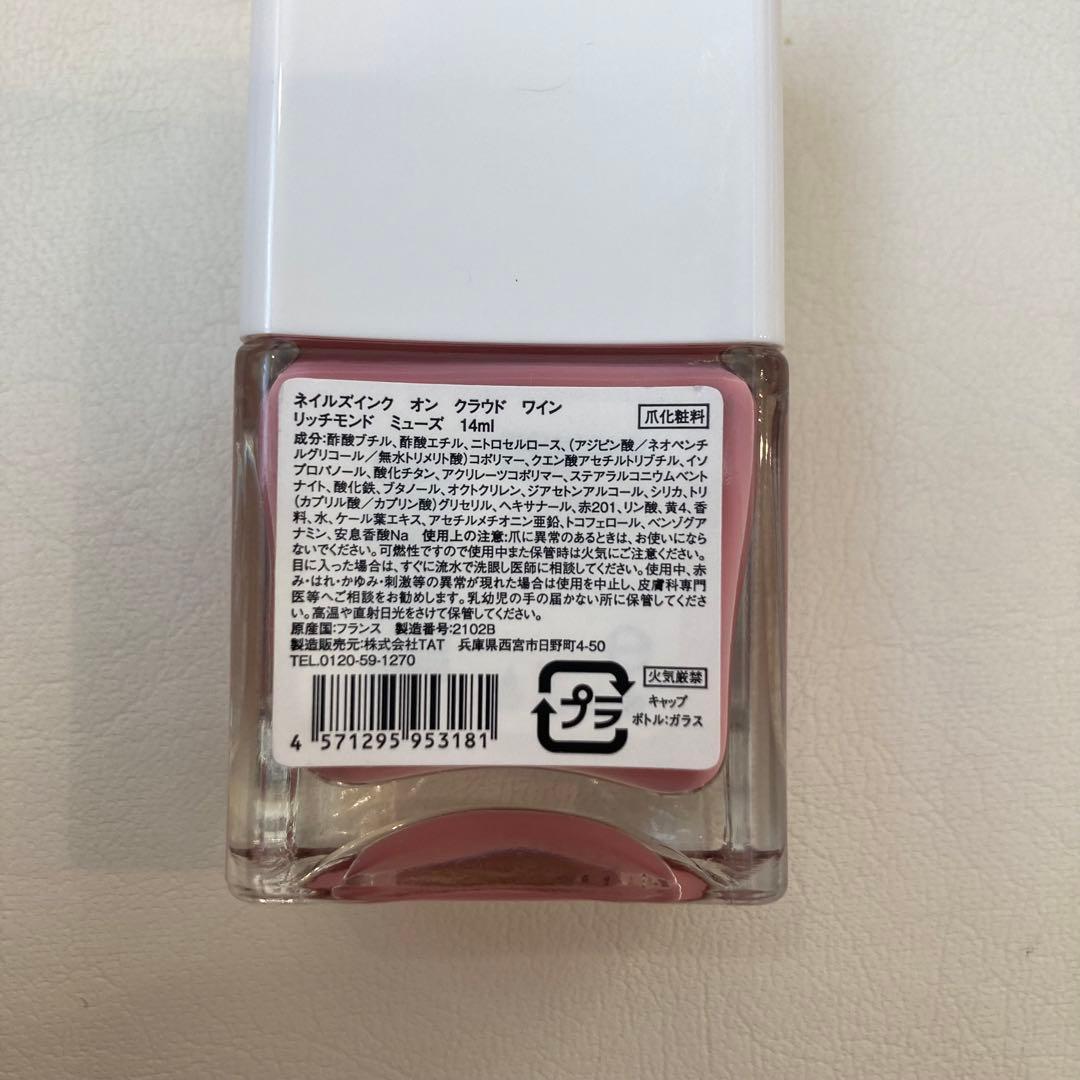 ネイルズインク オン クラウド ワイン
リッチモンド ミューズ 14ml
爪化粧料
成分:酢酸ブチル、酢酸エチル、ニトロセルロース、(アジピン酸/ネオペンチ
ルグリコール/無水トリメリト酸)コポリマー、クエン酸アセチルトリブチル、イソ
プロパノール、酸化チタン、アクリレーツコポリマー、ステアラルコニウムベント
ナイト、酸化鉄、ブタノール、オクトクリレン、ジアセトンアルコール、シリカ、トリ
(カプリル酸/カプリン酸)グリセリル、ヘキサナール、赤201、リン酸、黄4、香
料、水、ケール葉エキス、アセチルメチオニン亜鉛、トコフェロール、ベンゾグア
ナミン、安息香酸Na 使用上の注意:爪に異常のあるときは、お使いになら
ないでください。可燃性ですので使用中また保管時は火気にご注意ください。
目に入った場合は、すぐに流水で洗眼し医師に相談してください。使用中、赤
み・はれ・かゆみ・刺激等の異常が現れた場合は使用を中止し、皮膚科専門
医等へご相談をお勧めします。乳幼児の手の届かない所に保管してくださ
い。高温や直射日光をさけて保管してください。
原産国:フランス 製造番号:2102B
製造販売元:株式会社TAT 兵庫県西宮市日野町4-50
TEL.0120-59-1270
火気厳禁
プラ
キャップ
ボトル:ガラス
4 571295 953181